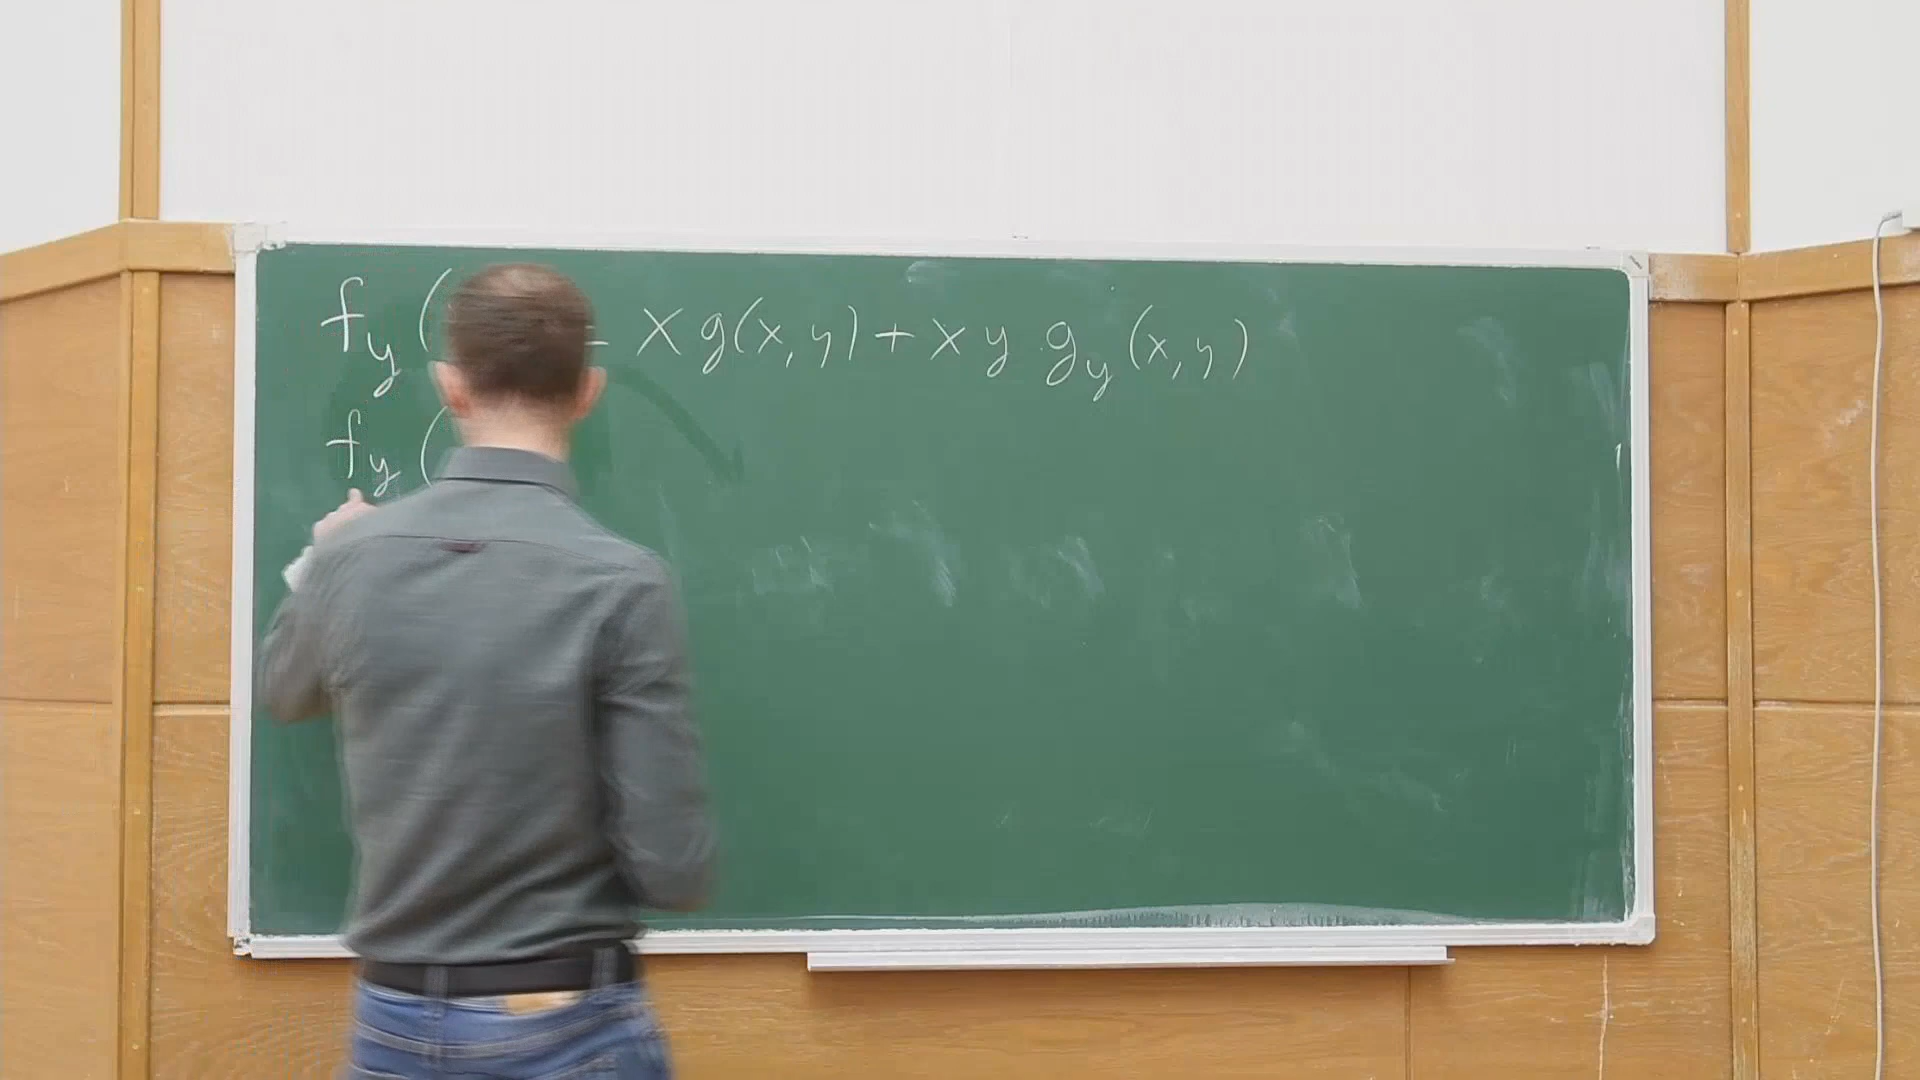 f_y ( = x g(x, y) + x y g_y (x, y)
f_y (